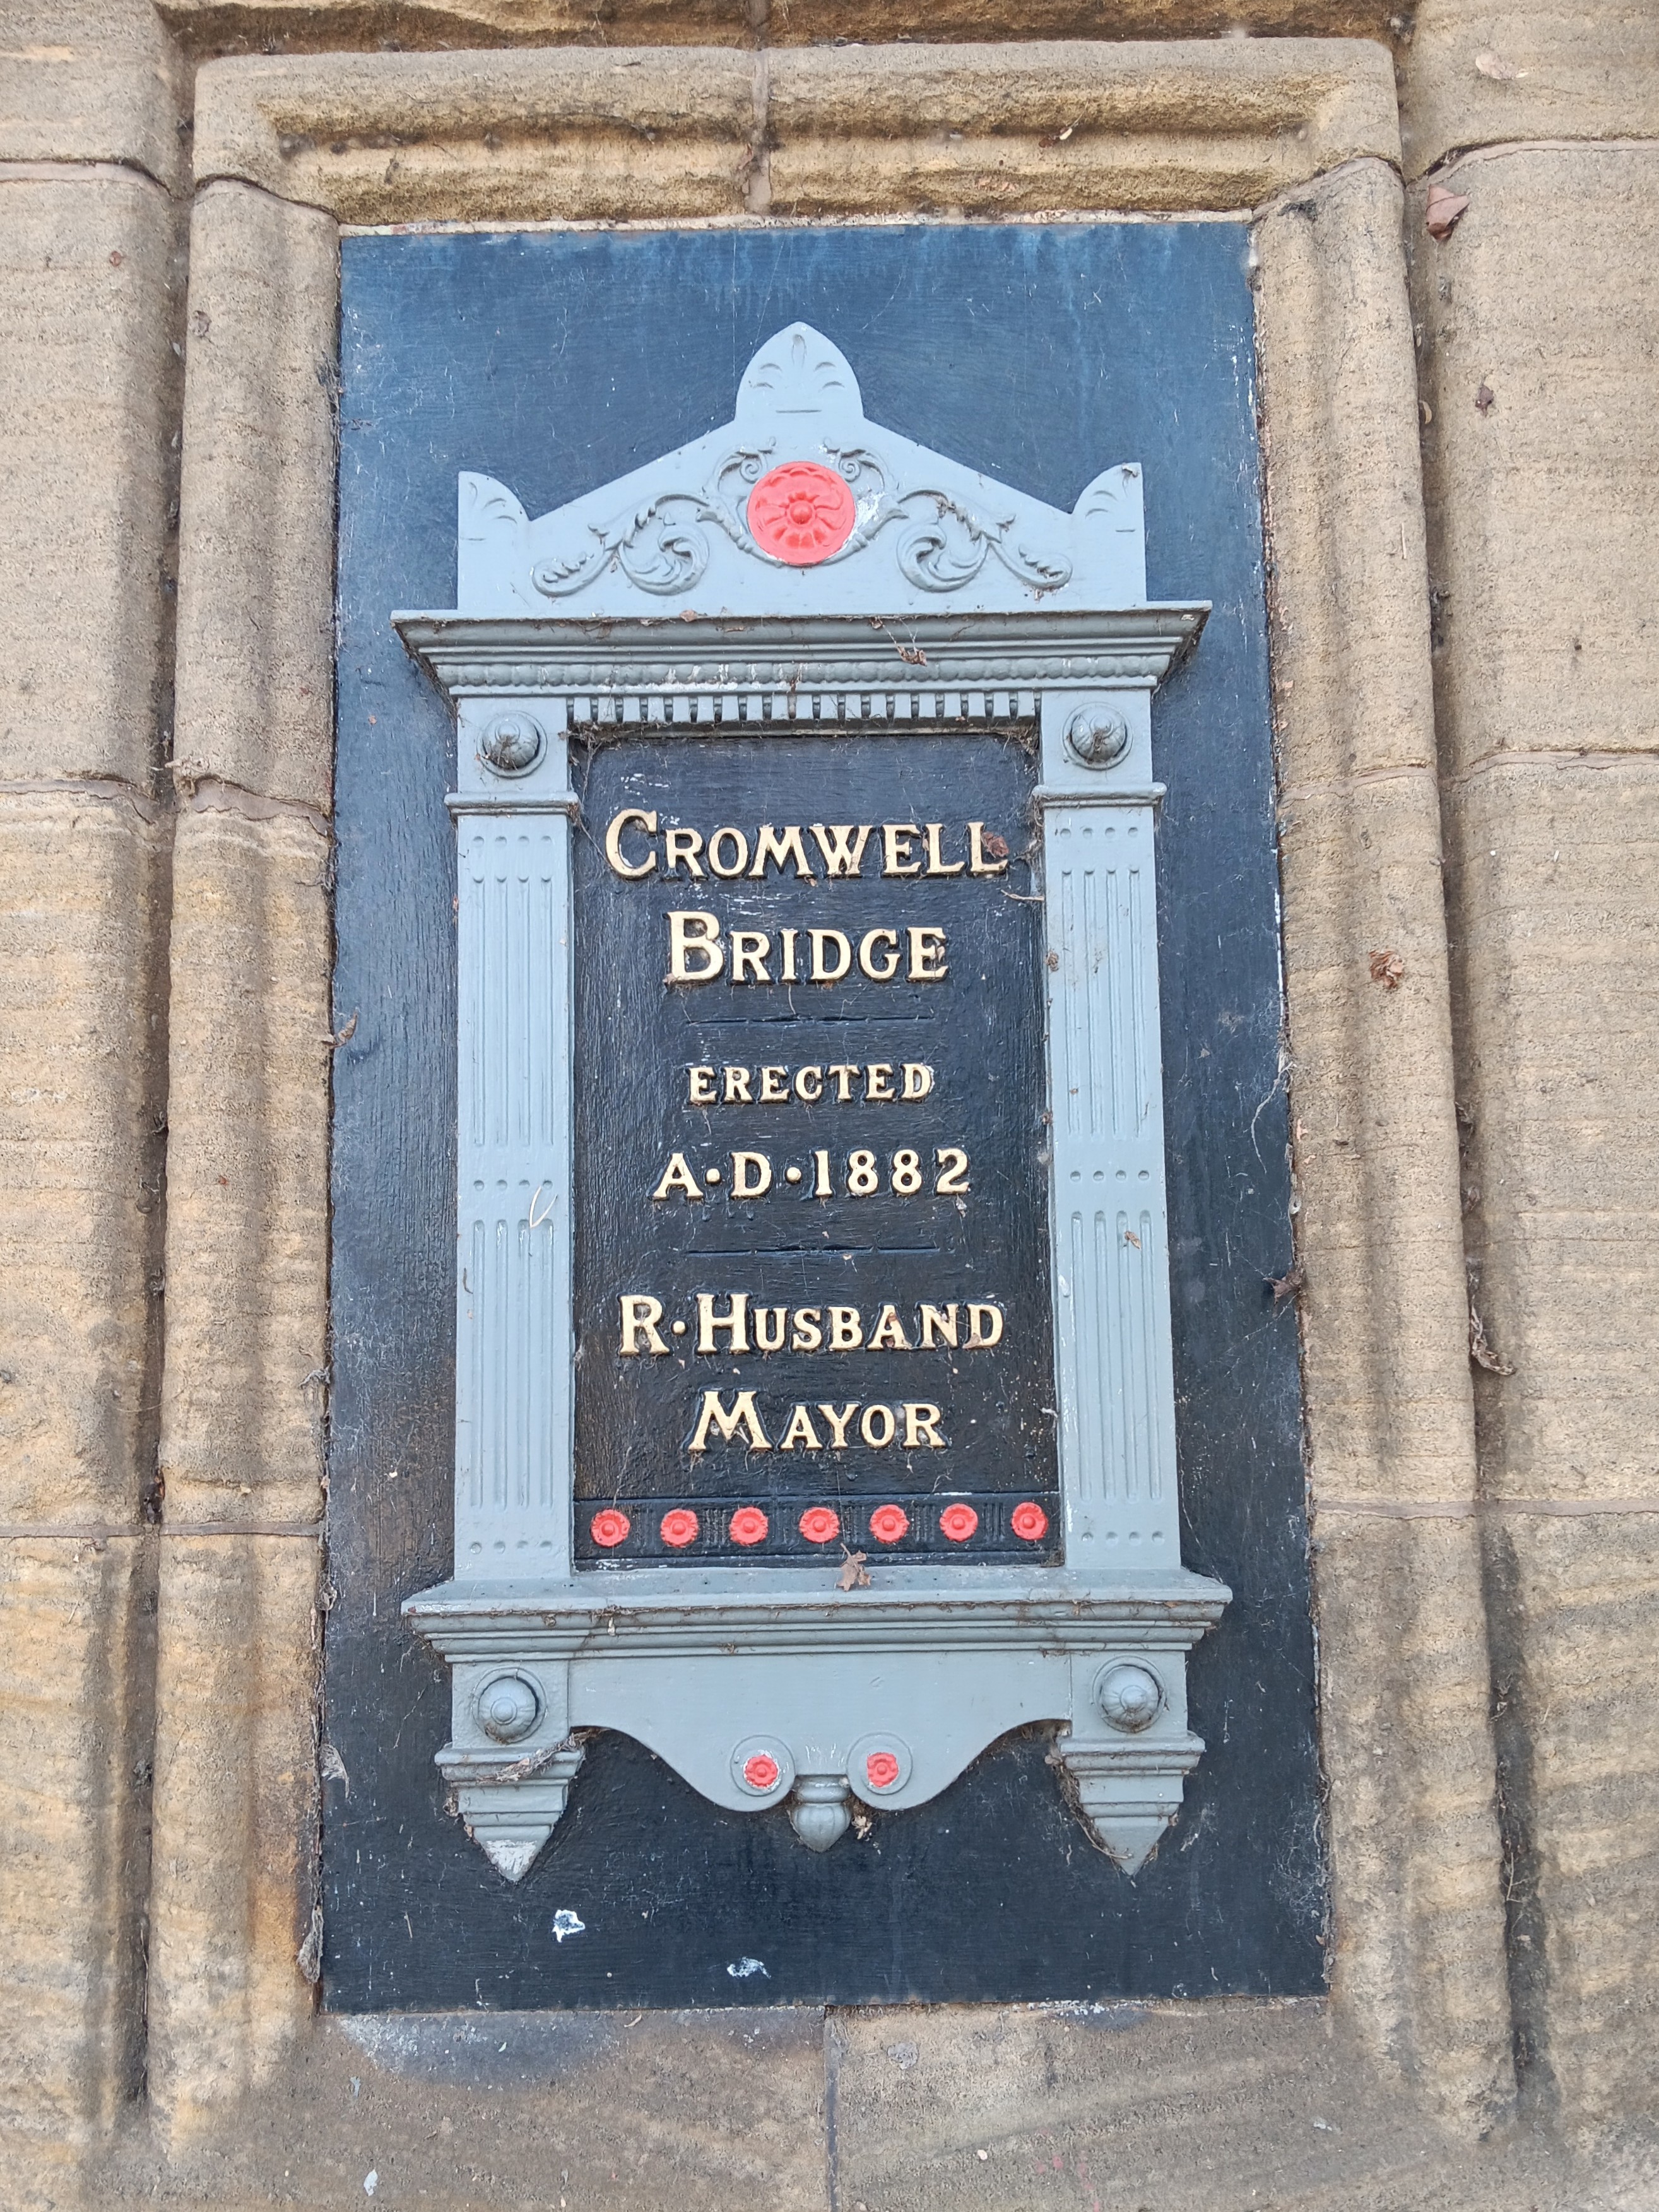 CROMWELL
BRIDGE
ERECTED
A·D·1882
R·HUSBAND
MAYOR